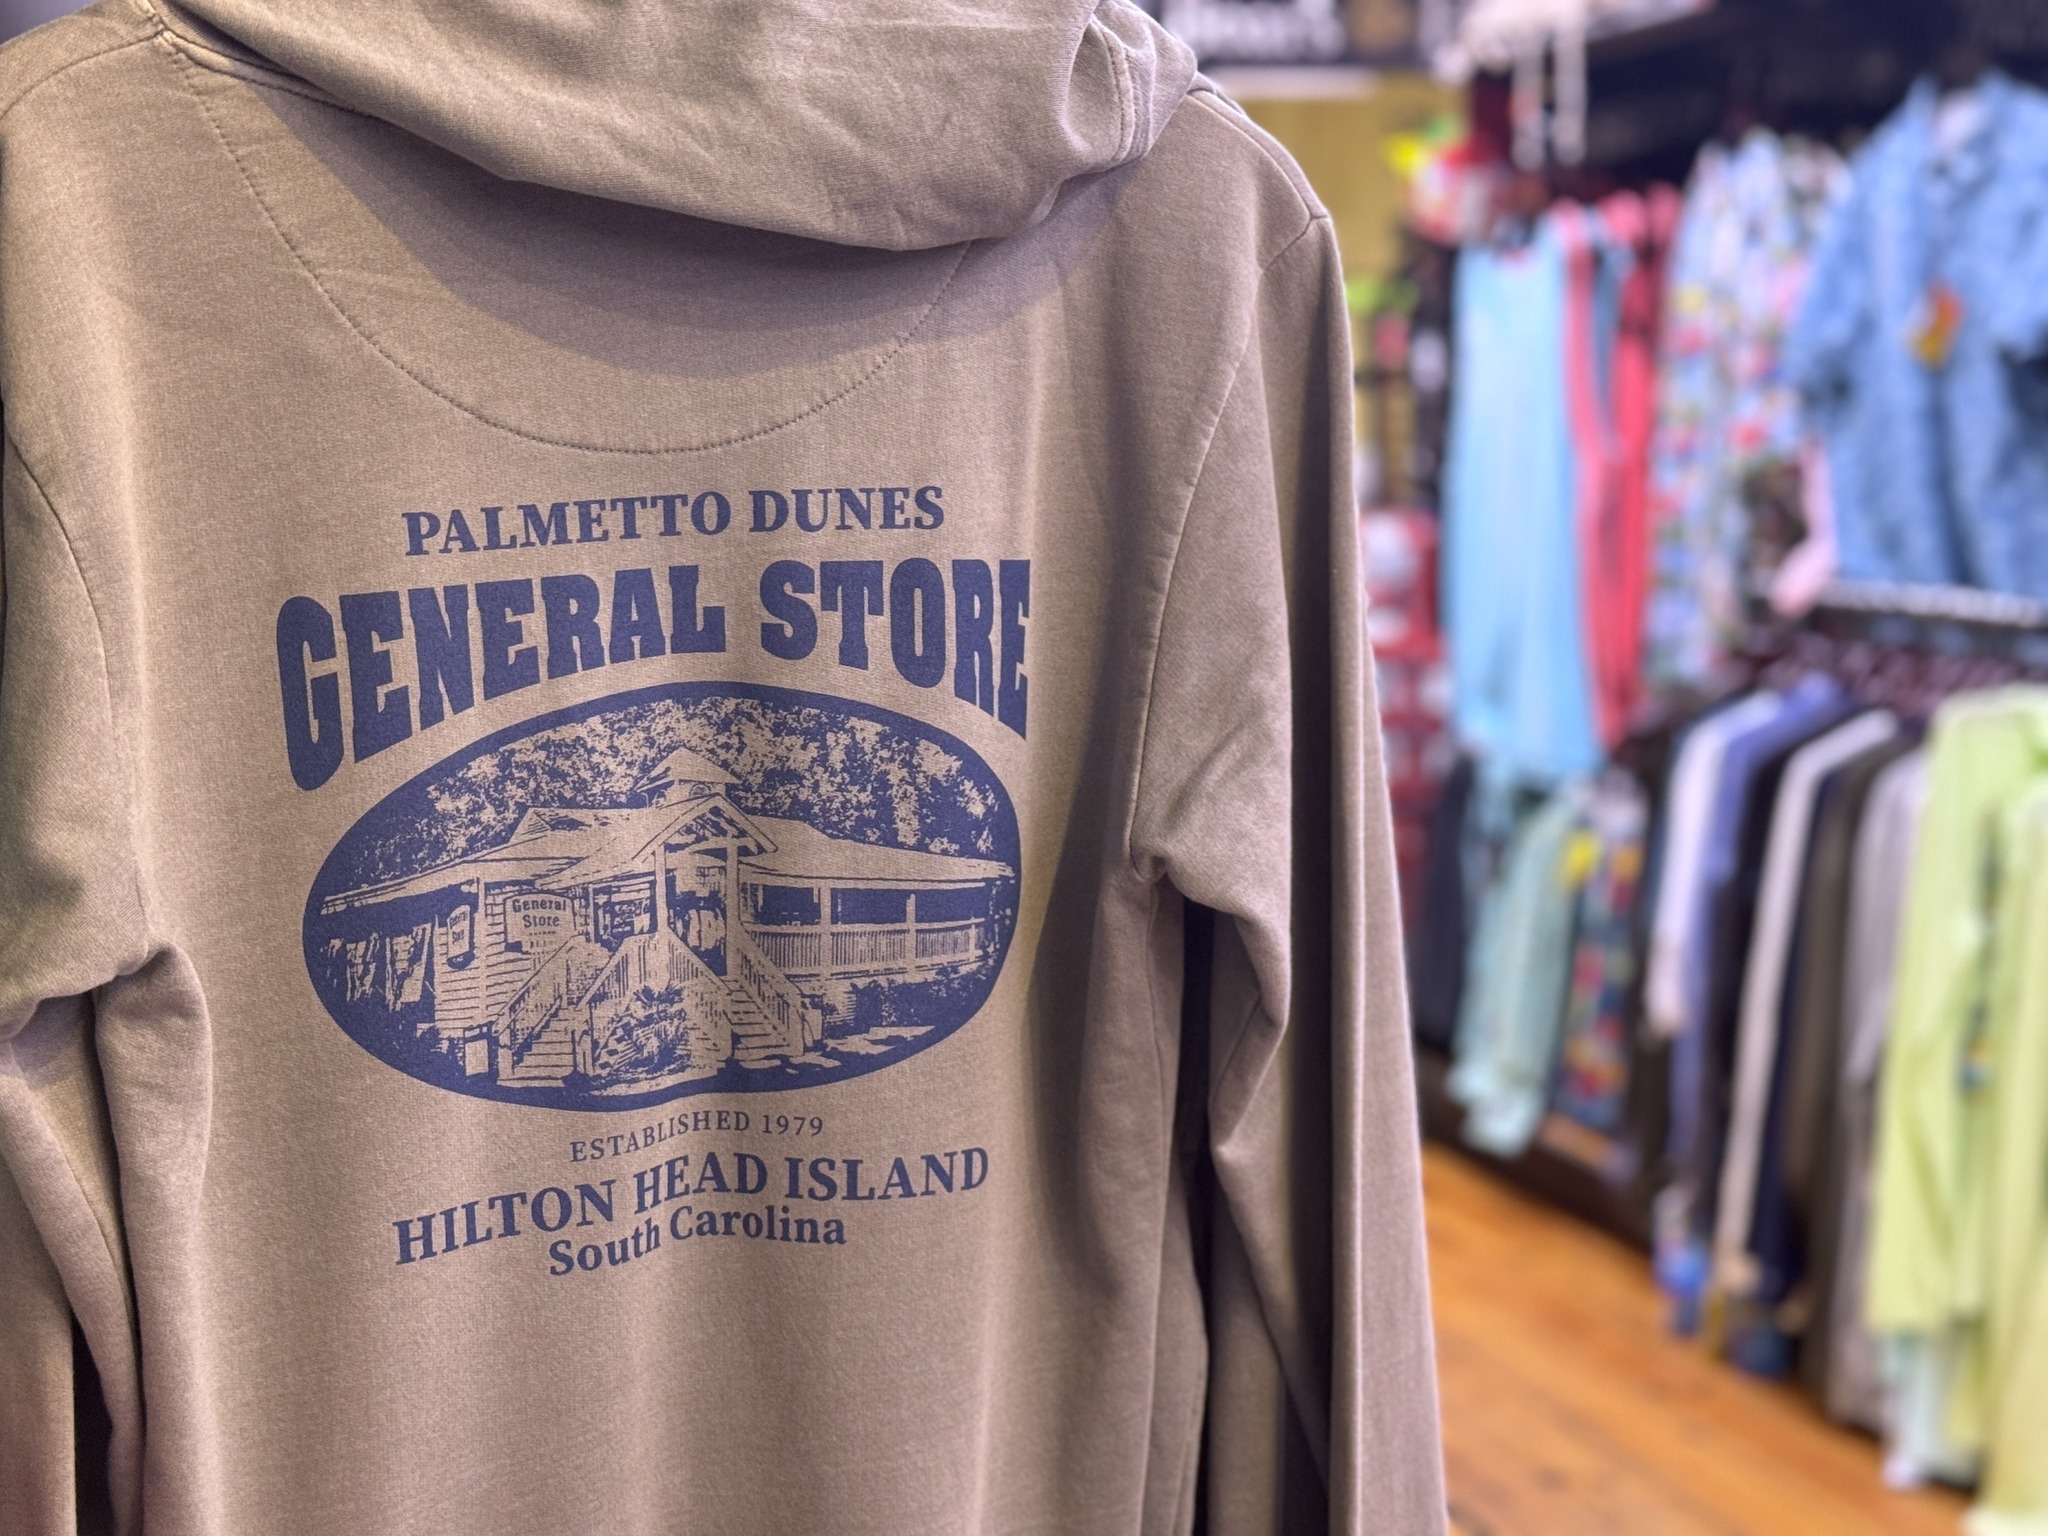 PALMETTO DUNES
GENERAL STORE
General
Store
ESTABLISHED 1979
HILTON HEAD ISLAND
South Carolina